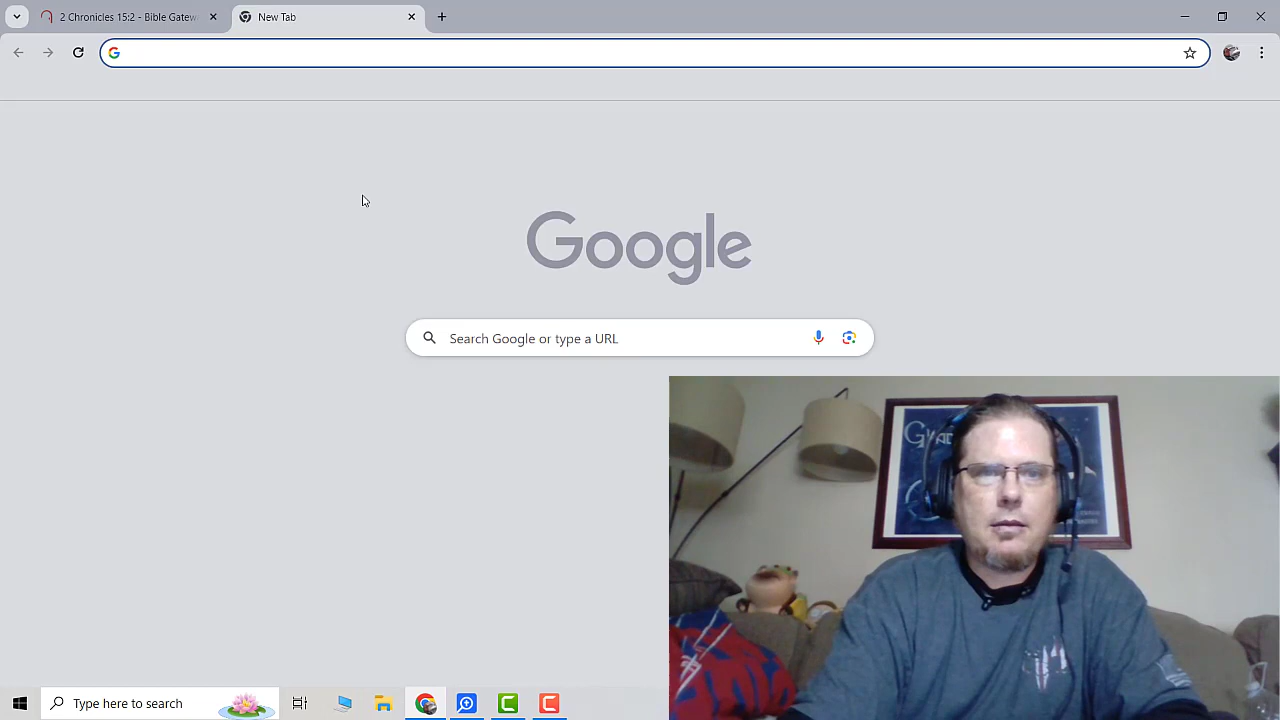 2 Chronicles 15:2 - Bible Gatew
New Tab
Google
Search Google or type a URL
Type here to search